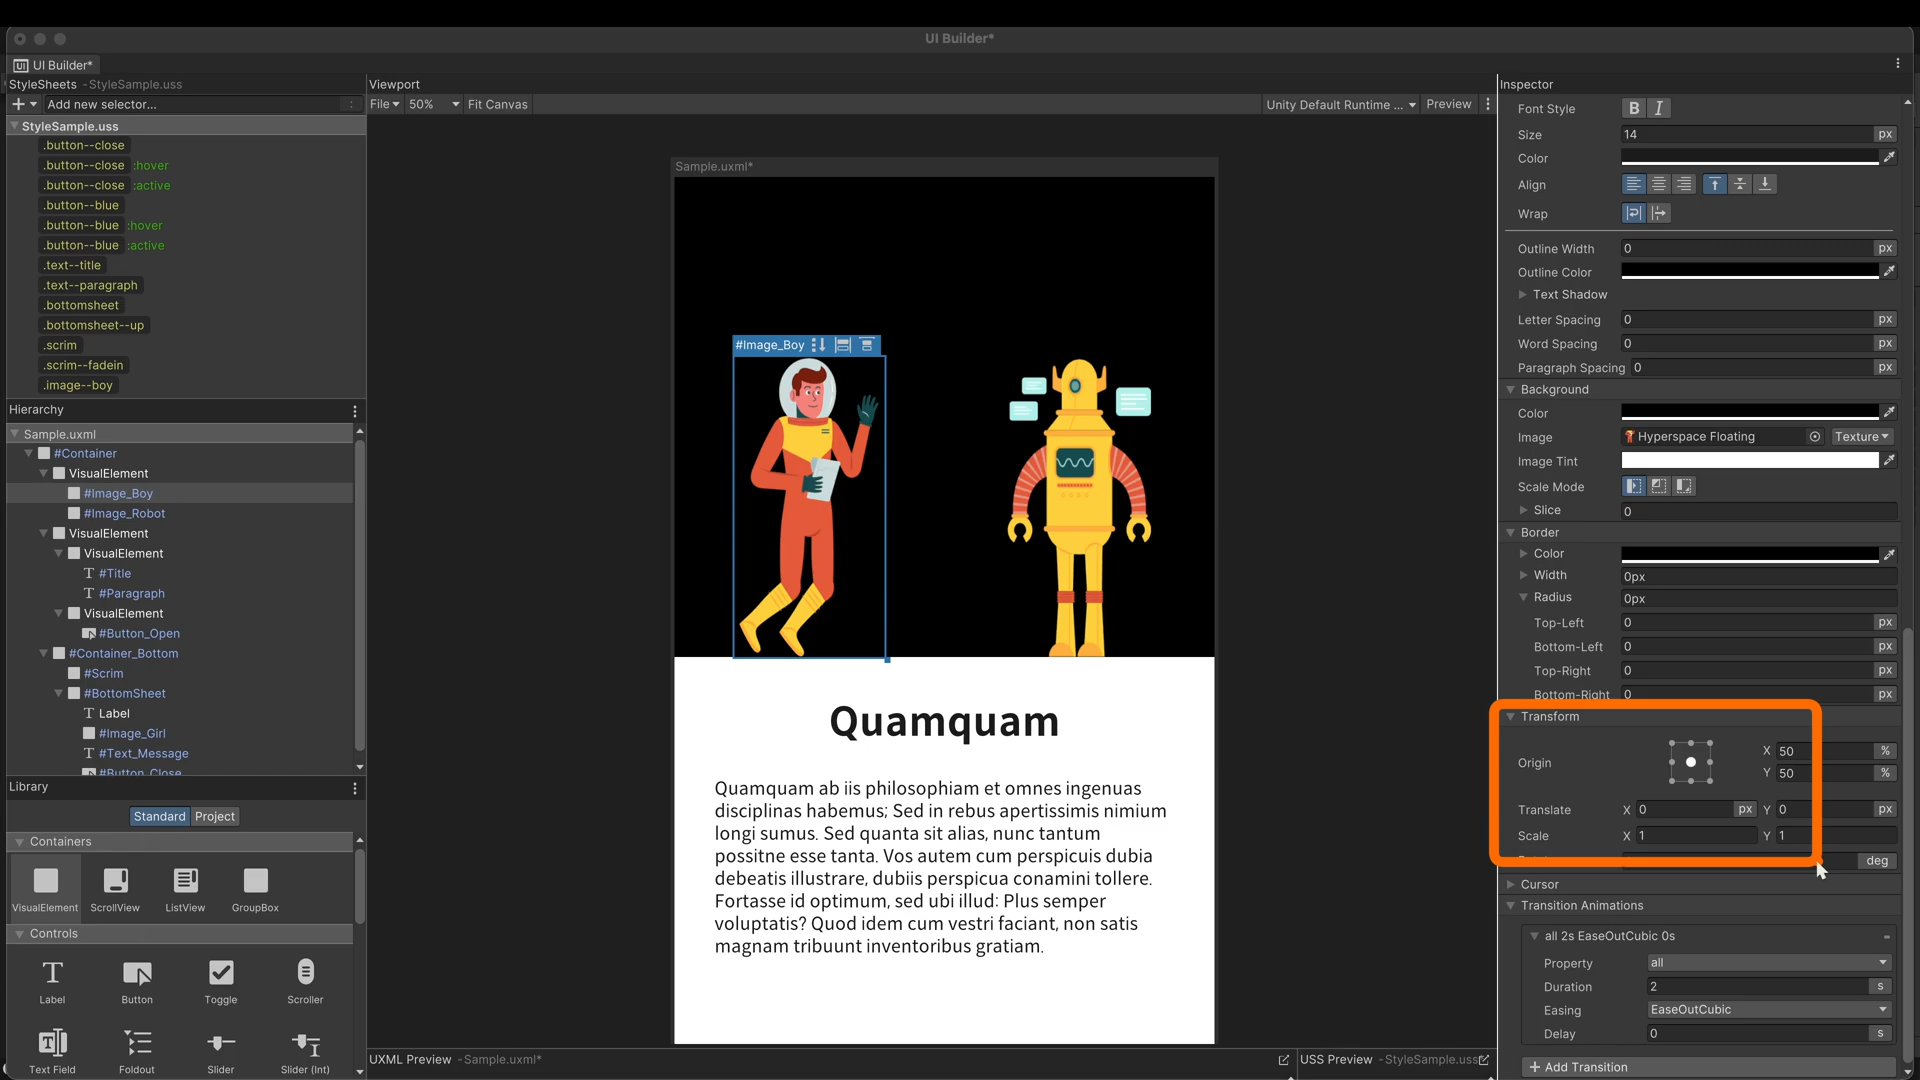 UI Builder*
UI Builder*
StyleSheets - StyleSample.uss
Add new selector...
StyleSample.uss
.button--close
.button--close :hover
.button--close :active
.button--blue
.button--blue :hover
.button--blue :active
.text--title
.text--paragraph
.bottomsheet
.bottomsheet--up
.scrim
.scrim--fadein
.image--boy
Hierarchy
Sample.uxml
#Container
VisualElement
#Image_Boy
#Image_Robot
VisualElement
VisualElement
#Title
#Paragraph
VisualElement
#Button_Open
#Container_Bottom
#Scrim
#BottomSheet
Label
#Image_Girl
#Text_Message
#Button_Close
Library
Standard Project
Containers
VisualElement ScrollView ListView GroupBox
Controls
Label Button Toggle Scroller
Text Field Foldout Slider Slider (Int)
Viewport
File 50% Fit Canvas Unity Default Runtime ... Preview
Sample.uxml*
#Image_Boy
Quamquam
Quamquam ab iis philosophiam et omnes ingenuas
disciplinas habemus; Sed in rebus apertissimis nimium
longi sumus. Sed quanta sit alias, nunc tantum
possitne esse tanta. Vos autem cum perspicuis dubia
debeatis illustrare, dubiis perspicua conamini tollere.
Fortasse id optimum, sed ubi illud: Plus semper
voluptatis? Quod idem cum vestri faciant, non satis
magnam tribuunt inventoribus gratiam.
UXML Preview - Sample.uxml*
USS Preview - StyleSample.uss
Inspector
Font Style B I
Size 14 px
Color
Align
Wrap
Outline Width 0 px
Outline Color
Text Shadow
Letter Spacing 0 px
Word Spacing 0 px
Paragraph Spacing 0 px
Background
Color
Image Hyperspace Floating Texture
Image Tint
Scale Mode
Slice 0
Border
Color
Width 0px
Radius 0px
Top-Left 0 px
Bottom-Left 0 px
Top-Right 0 px
Bottom-Right 0 px
Transform
Origin X 50 %
Y 50 %
Translate X 0 px Y 0 px
Scale X 1 Y 1
deg
Cursor
Transition Animations
all 2s EaseOutCubic 0s
Property all
Duration 2 s
Easing EaseOutCubic
Delay 0 s
+ Add Transition